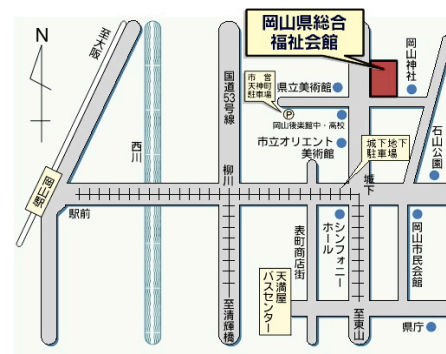 岡山県総合
福祉会館
N
至大阪
国道53号線
市営
天神町
駐車場
県立美術館
岡山神社
岡山後楽館中・高校
市立オリエント
美術館
城下地下
駐車場
石山公園
西川
柳川
城下
岡山駅
駅前
表町商店街
シンフォニー
ホール
岡山市民会館
天満屋
バスセンター
至清輝橋
至東山
県庁
P